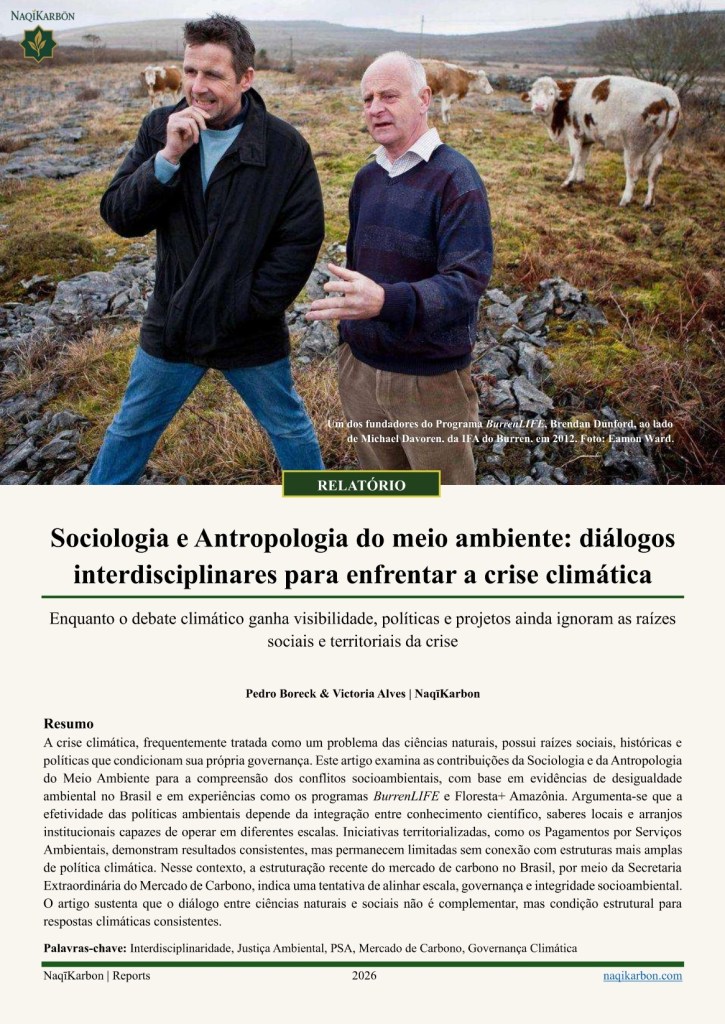 NAQĪKARBŌN
Um dos fundadores do Programa BurrenLIFE, Brendan Dunford, ao lado
de Michael Davoren, da IFA do Burren, em 2012. Foto: Eamon Ward.
RELATÓRIO
Sociologia e Antropologia do meio ambiente: diálogos
interdisciplinares para enfrentar a crise climática
Enquanto o debate climático ganha visibilidade, políticas e projetos ainda ignoram as raízes
sociais e territoriais da crise
Pedro Boreck & Victoria Alves | NaqīKarbon
Resumo
A crise climática, frequentemente tratada como um problema das ciências naturais, possui raízes sociais, históricas e
políticas que condicionam sua própria governança. Este artigo examina as contribuições da Sociologia e da Antropologia
do Meio Ambiente para a compreensão dos conflitos socioambientais, com base em evidências de desigualdade
ambiental no Brasil e em experiências como os programas BurrenLIFE e Floresta+ Amazônia. Argumenta-se que a
efetividade das políticas ambientais depende da integração entre conhecimento científico, saberes locais e arranjos
institucionais capazes de operar em diferentes escalas. Iniciativas territorializadas, como os Pagamentos por Serviços
Ambientais, demonstram resultados consistentes, mas permanecem limitadas sem conexão com estruturas mais amplas
de política climática. Nesse contexto, a estruturação recente do mercado de carbono no Brasil, por meio da Secretaria
Extraordinária do Mercado de Carbono, indica uma tentativa de alinhar escala, governança e integridade socioambiental.
O artigo sustenta que o diálogo entre ciências naturais e sociais não é complementar, mas condição estrutural para
respostas climáticas consistentes.
Palavras-chave: Interdisciplinaridade, Justiça Ambiental, PSA, Mercado de Carbono, Governança Climática
NaqīKarbon | Reports
2026
naqikarbon.com